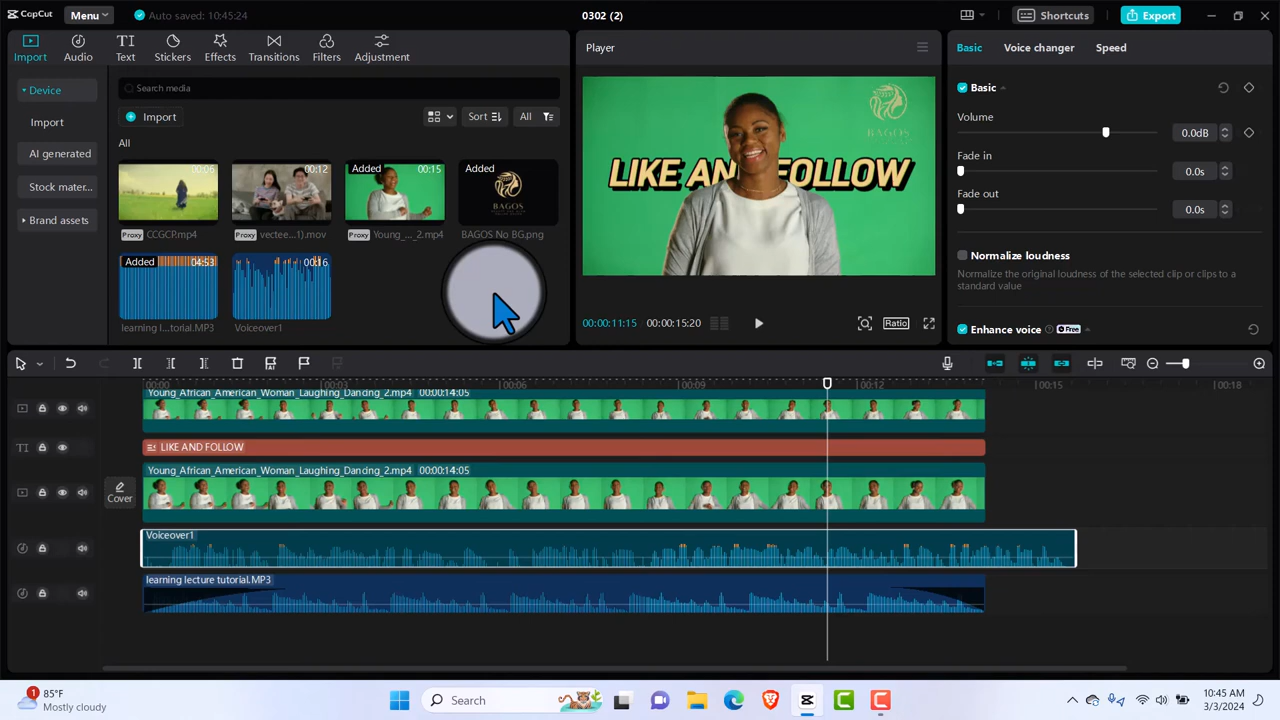 CapCut
Menu
Auto saved: 10:45:24
0302 (2)
Shortcuts
Export
Import
Audio
Text
Stickers
Effects
Transitions
Filters
Adjustment
Device
Import
AI generated
Stock mater...
Brand assets
Search media
Import
Sort
All
All
00:06
Proxy CCGCP.mp4
00:12
Proxy vectee...1).mov
Added 00:15
Proxy Young_..._2.mp4
Added
BAGOS
BAGOS No BG.png
Added 04:53
learning l...torial.MP3
00:16
Voiceover1
Player
BAGOS
LIKE AND FOLLOW
00:00:11:15 00:00:15:20
Ratio
Basic
Voice changer
Speed
Basic
Volume
0.0dB
Fade in
0.0s
Fade out
0.0s
Normalize loudness
Normalize the original loudness of the selected clip or clips to a
standard value
Enhance voice
Free
00:00 00:03 00:06 00:09 00:12 00:15 00:18
Young_African_American_Woman_Laughing_Dancing_2.mp4 00:00:14:05
LIKE AND FOLLOW
Young_African_American_Woman_Laughing_Dancing_2.mp4 00:00:14:05
Cover
Voiceover1
learning lecture tutorial.MP3
1
85°F
Mostly cloudy
Search
10:45 AM
3/3/2024